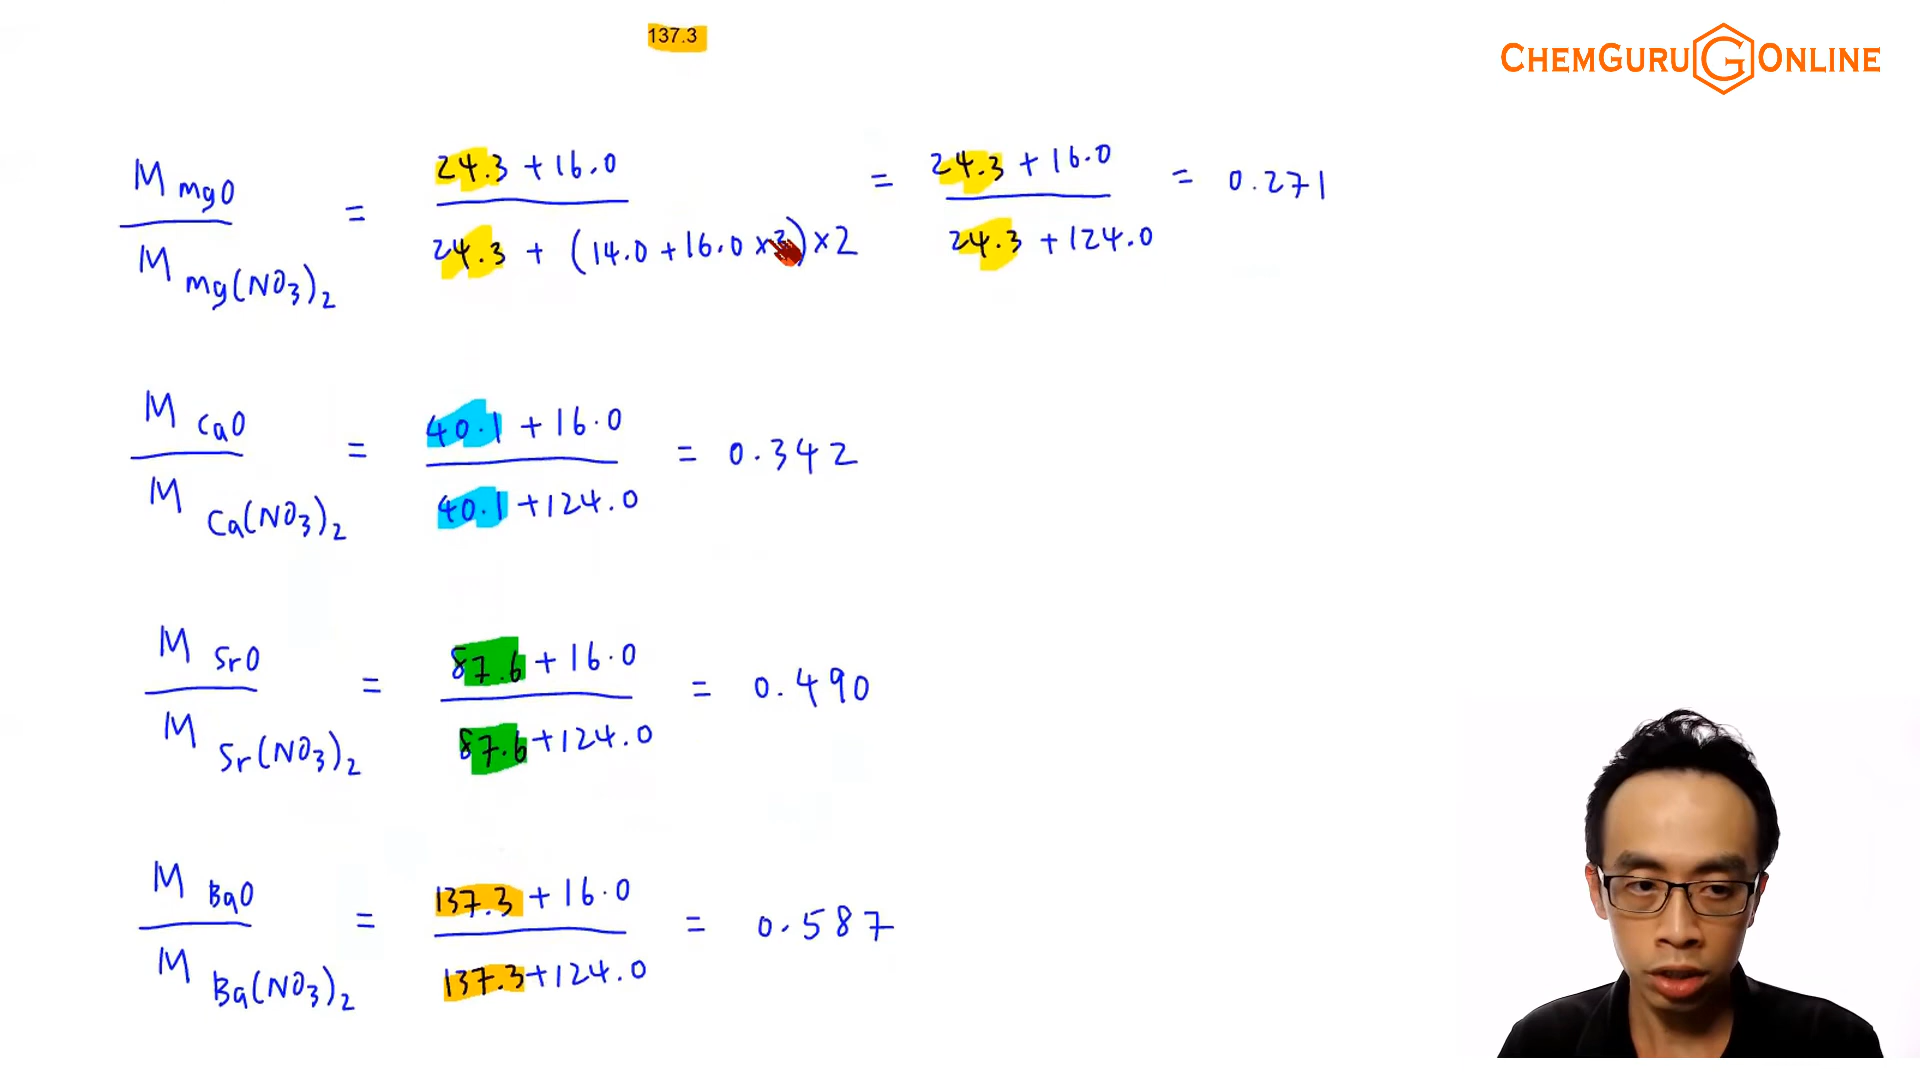 137.3
CHEMGURU G ONLINE
M MgO / M Mg(NO3)2 = 24.3 + 16.0 / 24.3 + (14.0 + 16.0 × 3) × 2 = 24.3 + 16.0 / 24.3 + 124.0 = 0.271
M CaO / M Ca(NO3)2 = 40.1 + 16.0 / 40.1 + 124.0 = 0.342
M SrO / M Sr(NO3)2 = 87.6 + 16.0 / 87.6 + 124.0 = 0.490
M BaO / M Ba(NO3)2 = 137.3 + 16.0 / 137.3 + 124.0 = 0.587